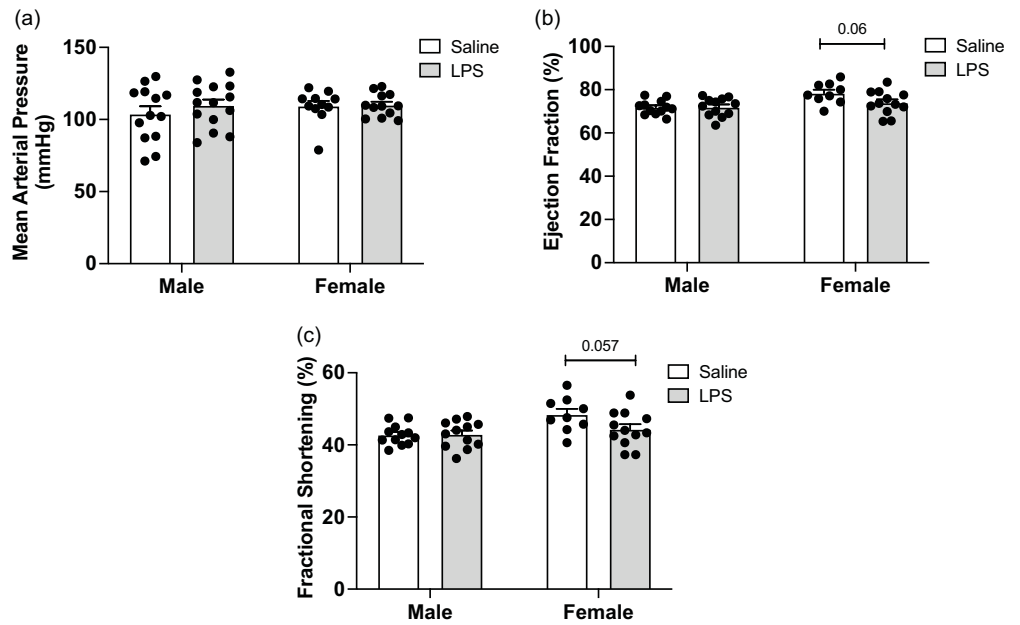 (a)
Mean Arterial Pressure
(mmHg)
150
100
50
0
Male
Female
Saline
LPS
(b)
Ejection Fraction (%)
100
80
60
40
20
0
0.06
Male
Female
Saline
LPS
(c)
Fractional Shortening (%)
60
40
20
0
0.057
Male
Female
Saline
LPS